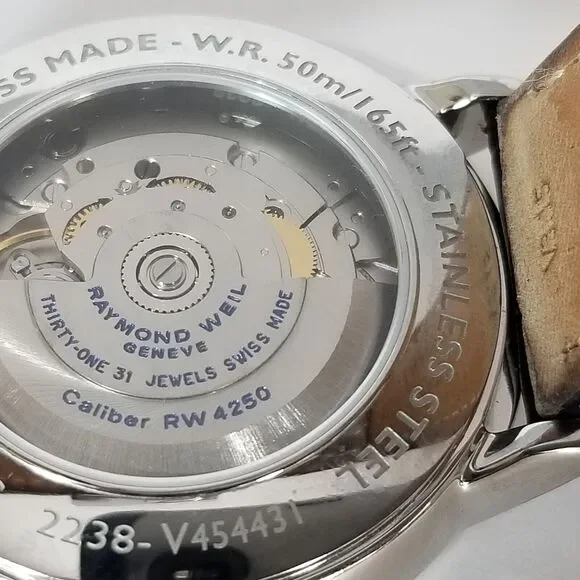 SS MADE - W.R. 50m/165ft - STAINLESS STEEL
RAYMOND WEIL
GENEVE
THIRTY-ONE 31 JEWELS SWISS MADE
Caliber RW 4250
2238-V454431